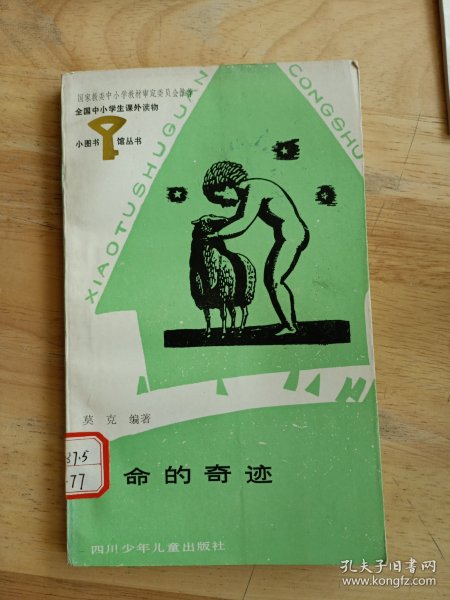 国家教委中小学教材审定委员会推荐
全国中小学生课外读物
小图书馆丛书
XIAOTUSHUGUAN
CONGSHU
莫克 编著
37.5
77
命的奇迹
四川少年儿童出版社
孔夫子旧书网
www.kongfz.com